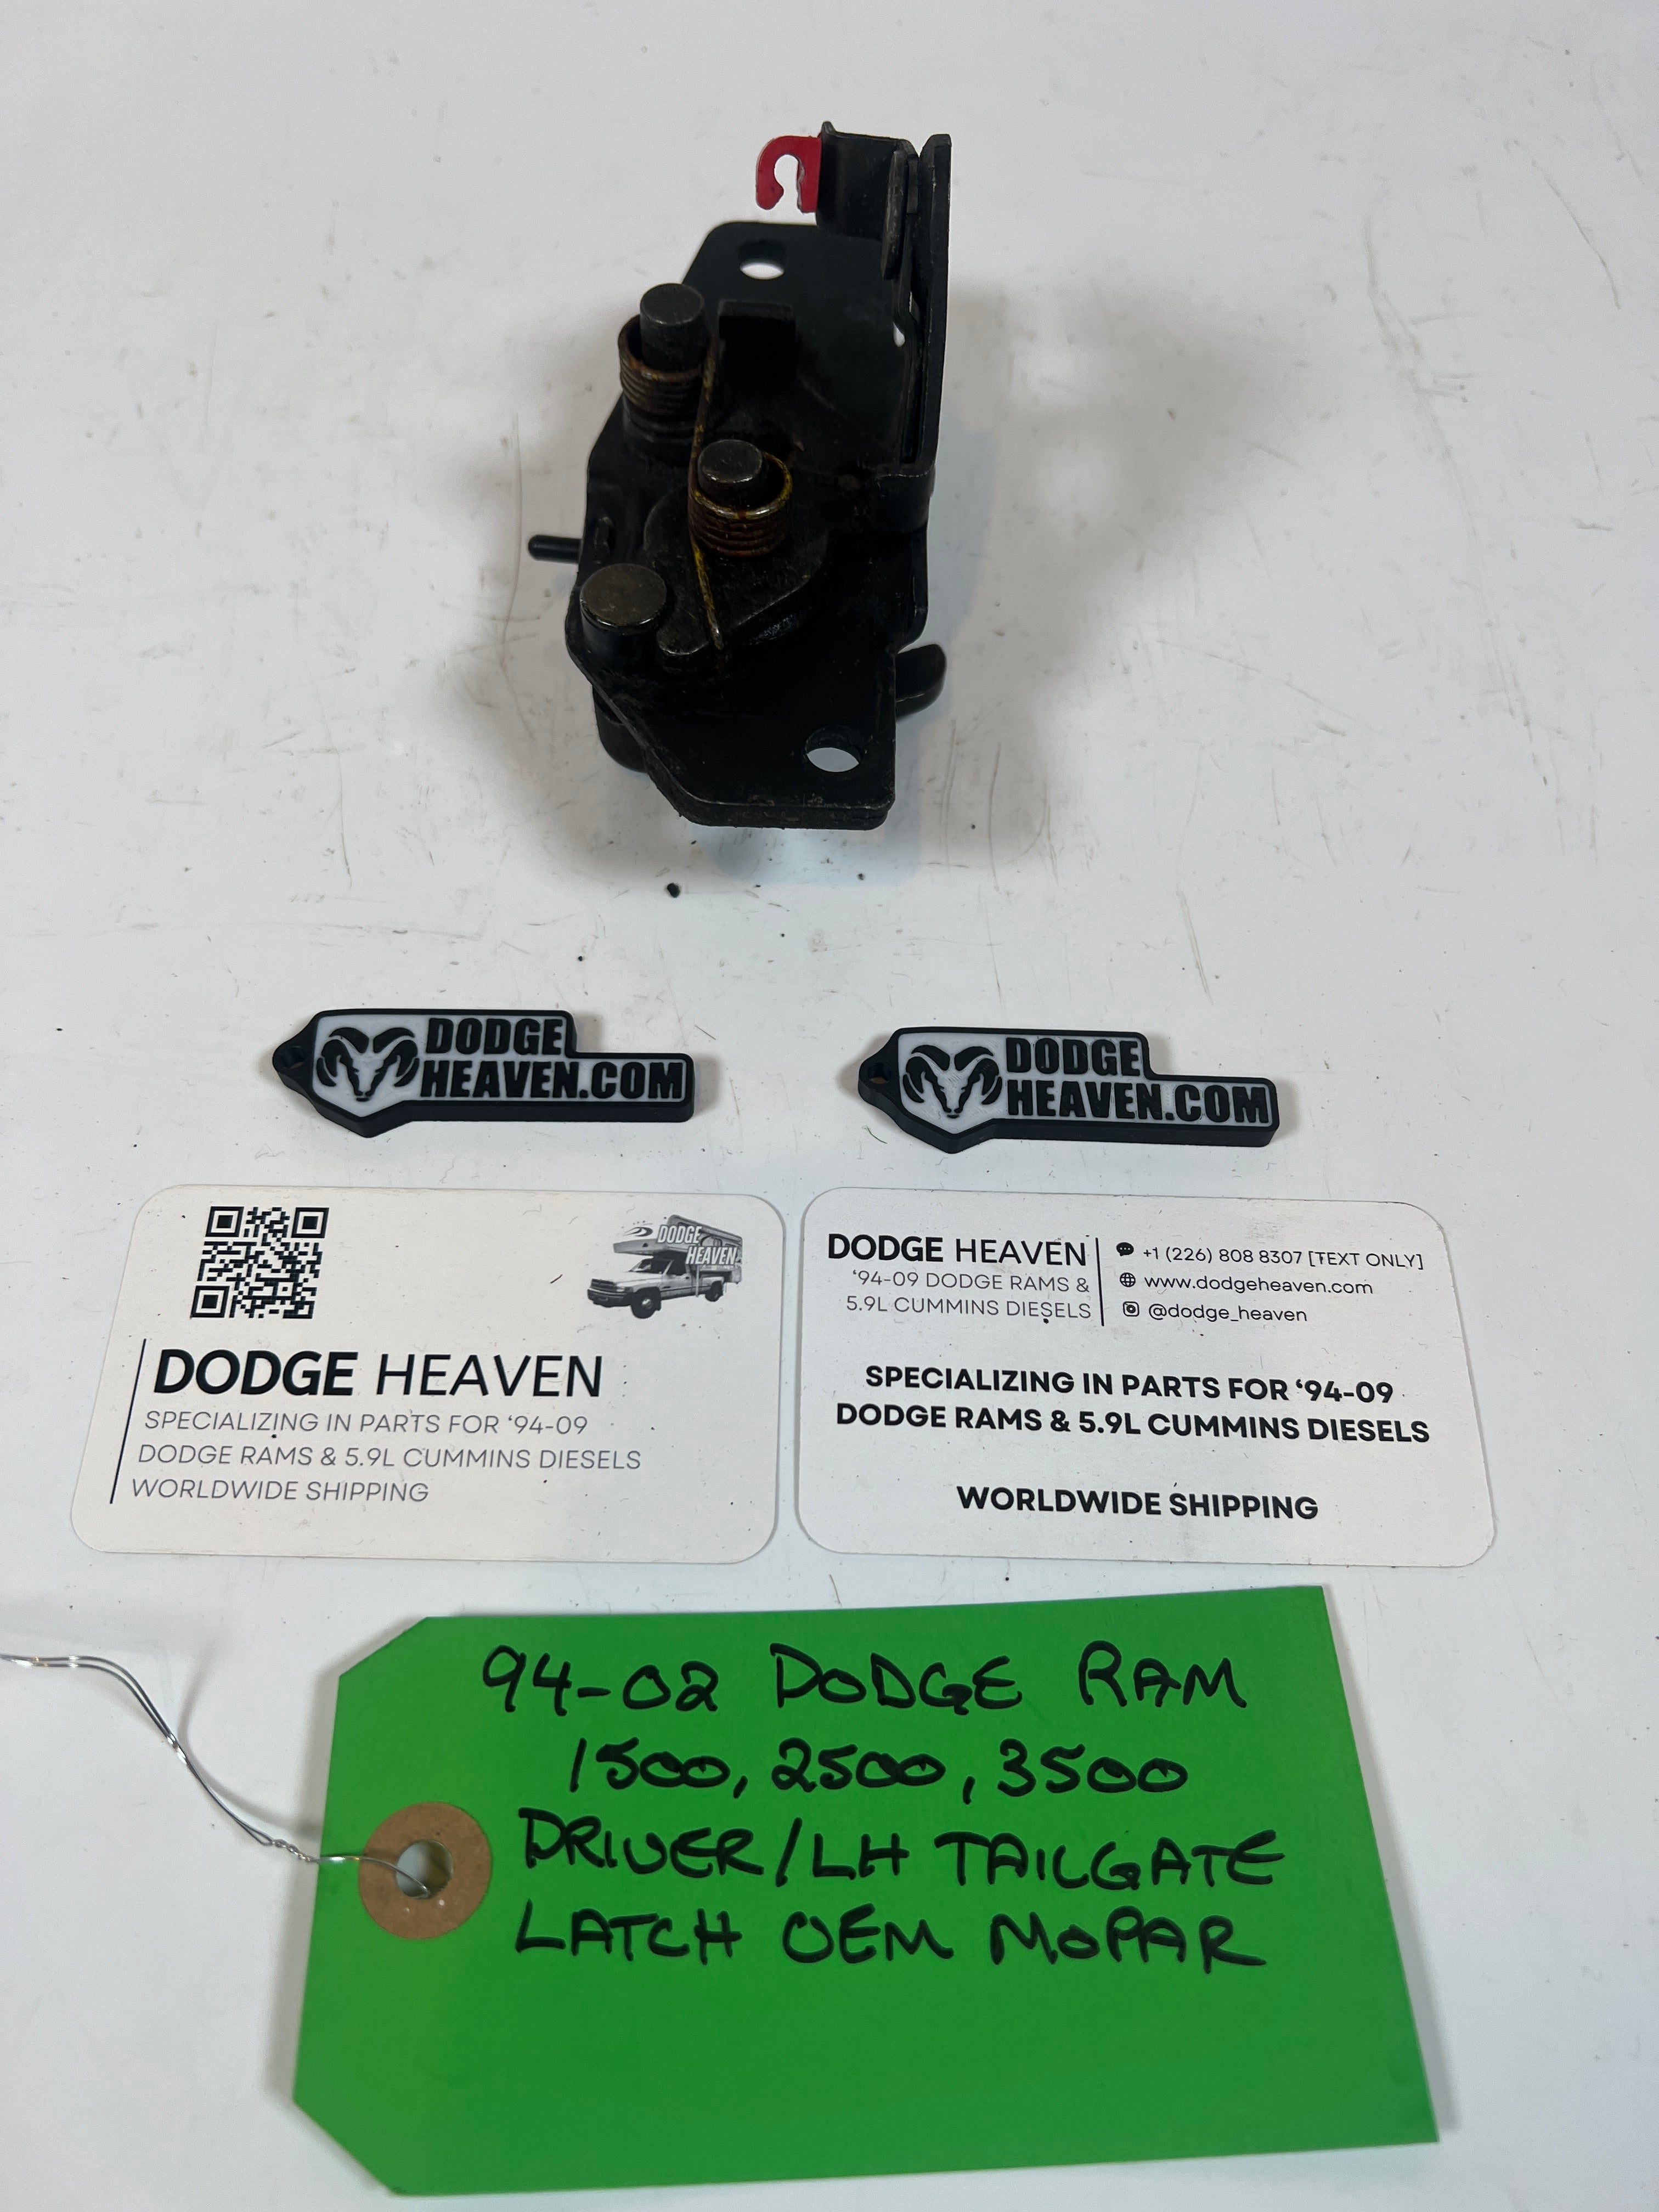 DODGE
HEAVEN.COM
DODGE
HEAVEN.COM
DODGE
HEAVEN
DODGE HEAVEN
SPECIALIZING IN PARTS FOR ‘94-09
DODGE RAMS & 5.9L CUMMINS DIESELS
WORLDWIDE SHIPPING
DODGE HEAVEN
‘94-09 DODGE RAMS &
5.9L CUMMINS DIESELS
+1 (226) 808 8307 [TEXT ONLY]
www.dodgeheaven.com
@dodge_heaven
SPECIALIZING IN PARTS FOR ‘94-09
DODGE RAMS & 5.9L CUMMINS DIESELS
WORLDWIDE SHIPPING
94-02 DODGE RAM
1500, 2500, 3500
DRIVER/LH TAILGATE
LATCH OEM MOPAR